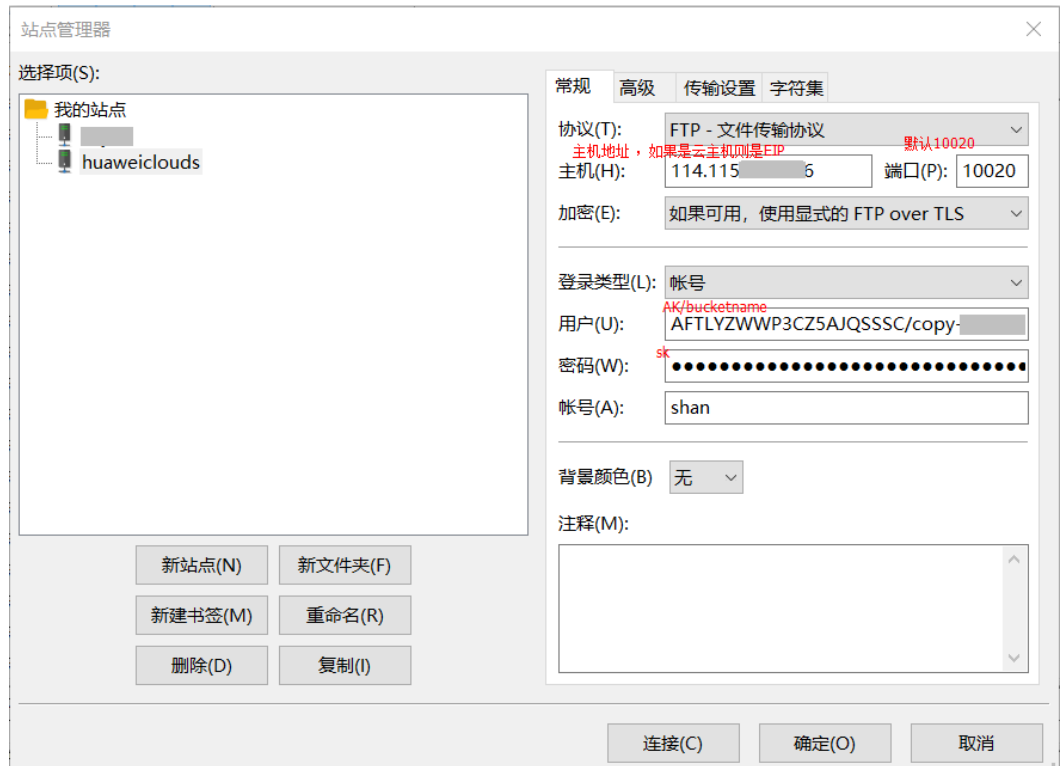 站点管理器
选择项(S):
我的站点
huaweiclouds
新站点(N) 新文件夹(F)
新建书签(M) 重命名(R)
删除(D) 复制(I)
常规 高级 传输设置 字符集
协议(T): FTP - 文件传输协议
主机地址，如果是云主机则是EIP 默认10020
主机(H): 114.115 6 端口(P): 10020
加密(E): 如果可用，使用显式的 FTP over TLS
登录类型(L): 帐号
AK/bucketname
用户(U): AFTLYZWWP3CZ5AJQSSSC/copy-
sk
密码(W): ●●●●●●●●●●●●●●●●●●●●●●●●●●●●●●
帐号(A): shan
背景颜色(B) 无
注释(M):
连接(C) 确定(O) 取消